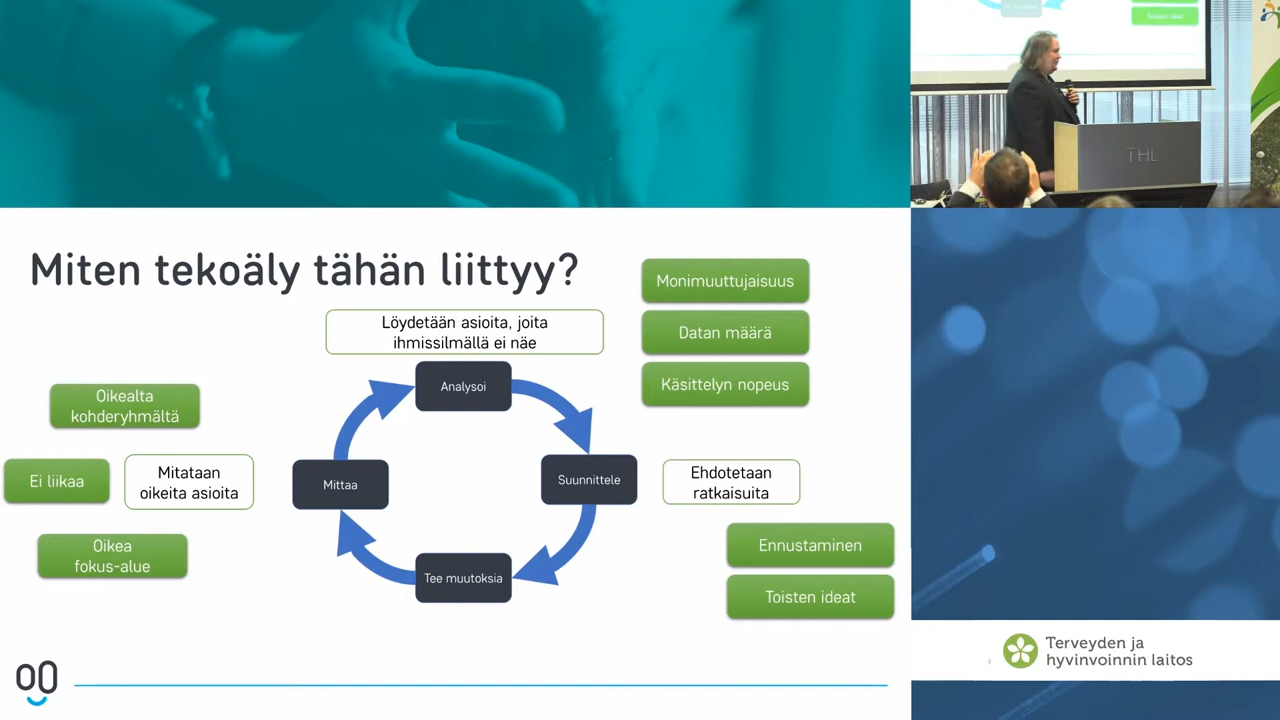 Miten tekoäly tähän liittyy?
Löydetään asioita, joita
ihmissilmällä ei näe
Monimuuttujaisuus
Datan määrä
Käsittelyn nopeus
Analysoi
Oikealta
kohderyhmältä
Ei liikaa
Mitataan
oikeita asioita
Oikea
fokus-alue
Mittaa
Suunnittele
Ehdotetaan
ratkaisuita
Tee muutoksia
Ennustaminen
Toisten ideat
Toisten ideat
THL
Terveyden ja
hyvinvoinnin laitos